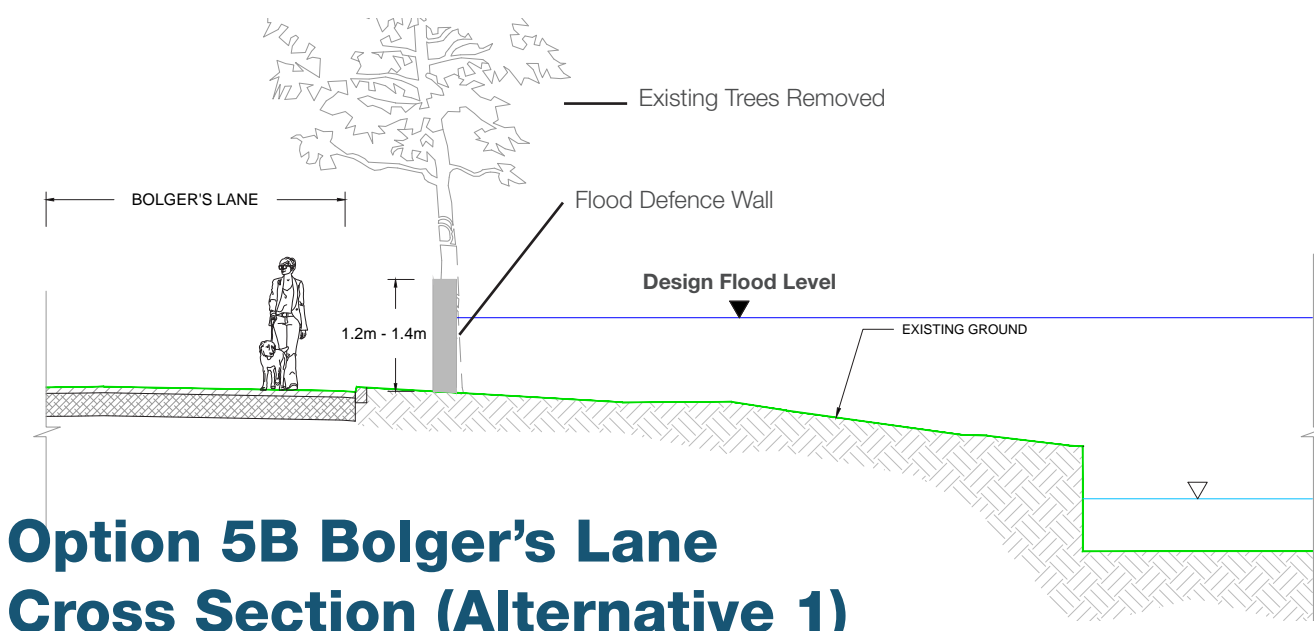 Existing Trees Removed
BOLGER'S LANE
Flood Defence Wall
Design Flood Level
1.2m - 1.4m
EXISTING GROUND
Option 5B Bolger’s Lane
Cross Section (Alternative 1)